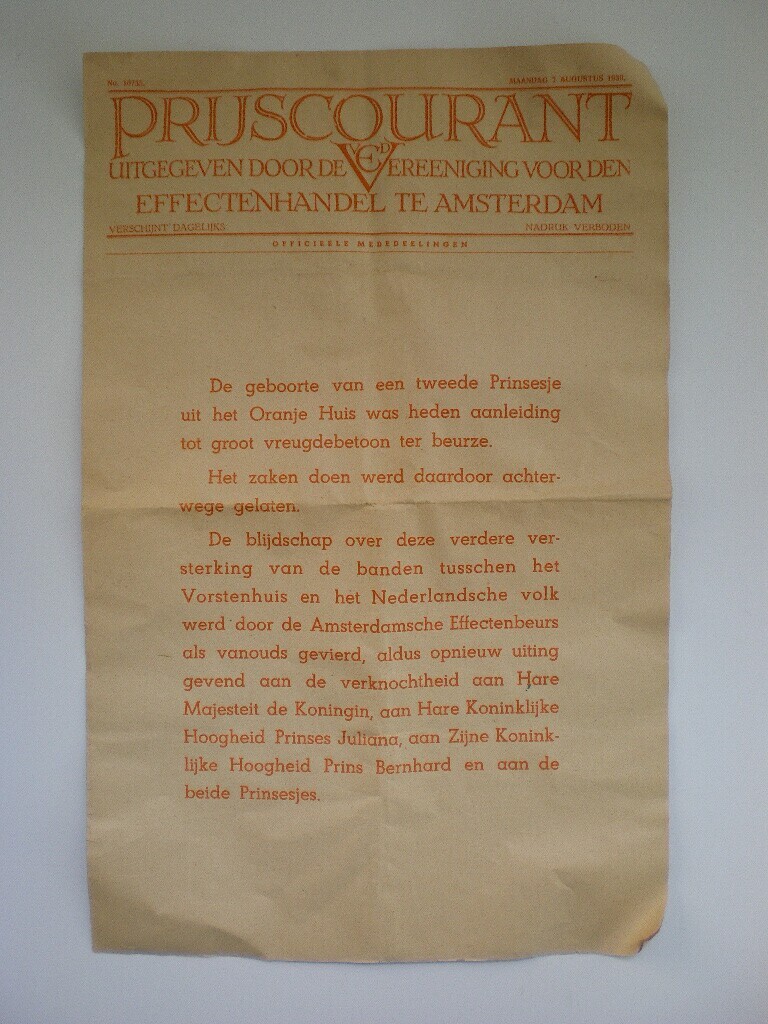 MAANDAG 7 AUGUSTUS 1939.
PRIJSCOURANT
UITGEGEVEN DOOR DE VEREENIGING VOOR DEN
EFFECTENHANDEL TE AMSTERDAM
VERSCHIJNT DAGELIJKS
NADRUK VERBODEN
OFFICIEELE MEDEDEELINGEN
De geboorte van een tweede Prinsesje
uit het Oranje Huis was heden aanleiding
tot groot vreugdebetoon ter beurze.
Het zaken doen werd daardoor achter-
wege gelaten.
De blijdschap over deze verdere ver-
sterking van de banden tusschen het
Vorstenhuis en het Nederlandsche volk
werd door de Amsterdamsche Effectenbeurs
als vanouds gevierd, aldus opnieuw uiting
gevend aan de verknochtheid aan Hare
Majesteit de Koningin, aan Hare Koninklijke
Hoogheid Prinses Juliana, aan Zijne Konink-
lijke Hoogheid Prins Bernhard en aan de
beide Prinsesjes.